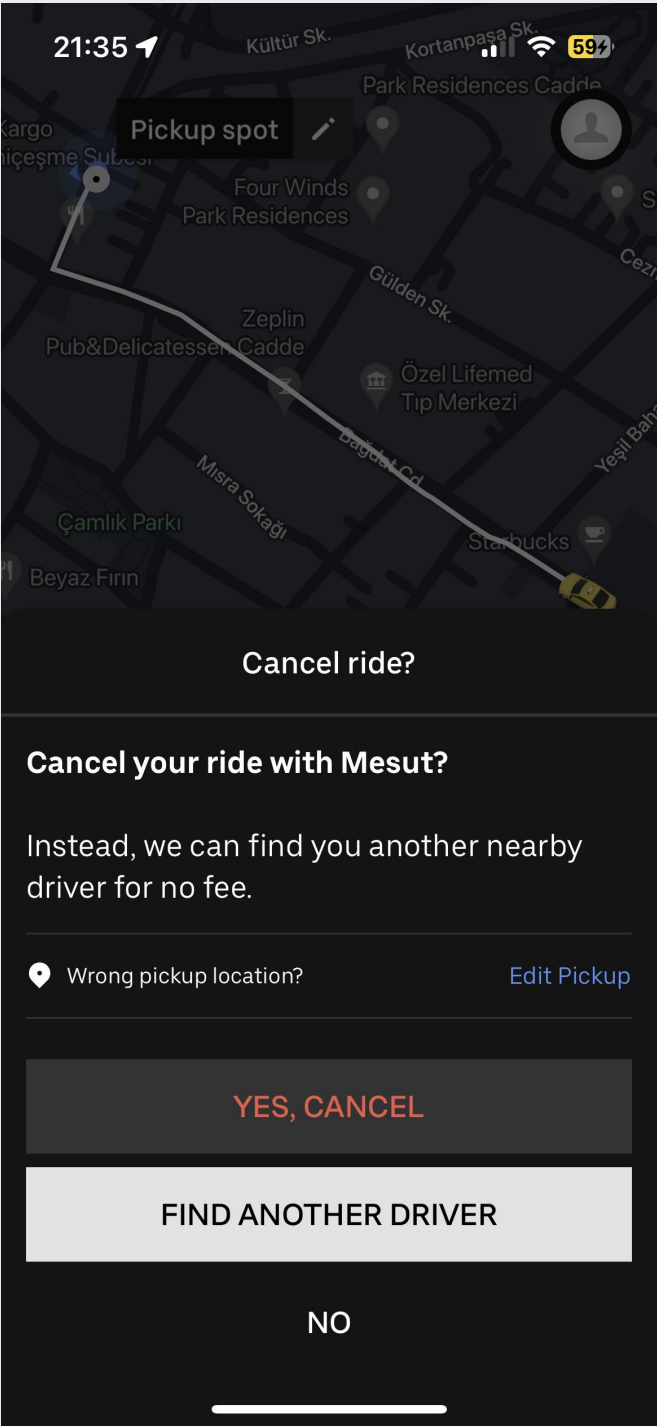 21:35
59
Kültür Sk.
Kortanpaşa Sk.
Park Residences Cadde
Kargo
Pickup spot
Four Winds
Park Residences
Gülden Sk.
Zeplin
Pub&Delicatessen Cadde
Özel Lifemed
Tıp Merkezi
Bağdat Cd.
Mısra Sokağı
Çamlık Parkı
Starbucks
Beyaz Fırın
Cancel ride?
Cancel your ride with Mesut?
Instead, we can find you another nearby
driver for no fee.
Wrong pickup location?
Edit Pickup
YES, CANCEL
FIND ANOTHER DRIVER
NO